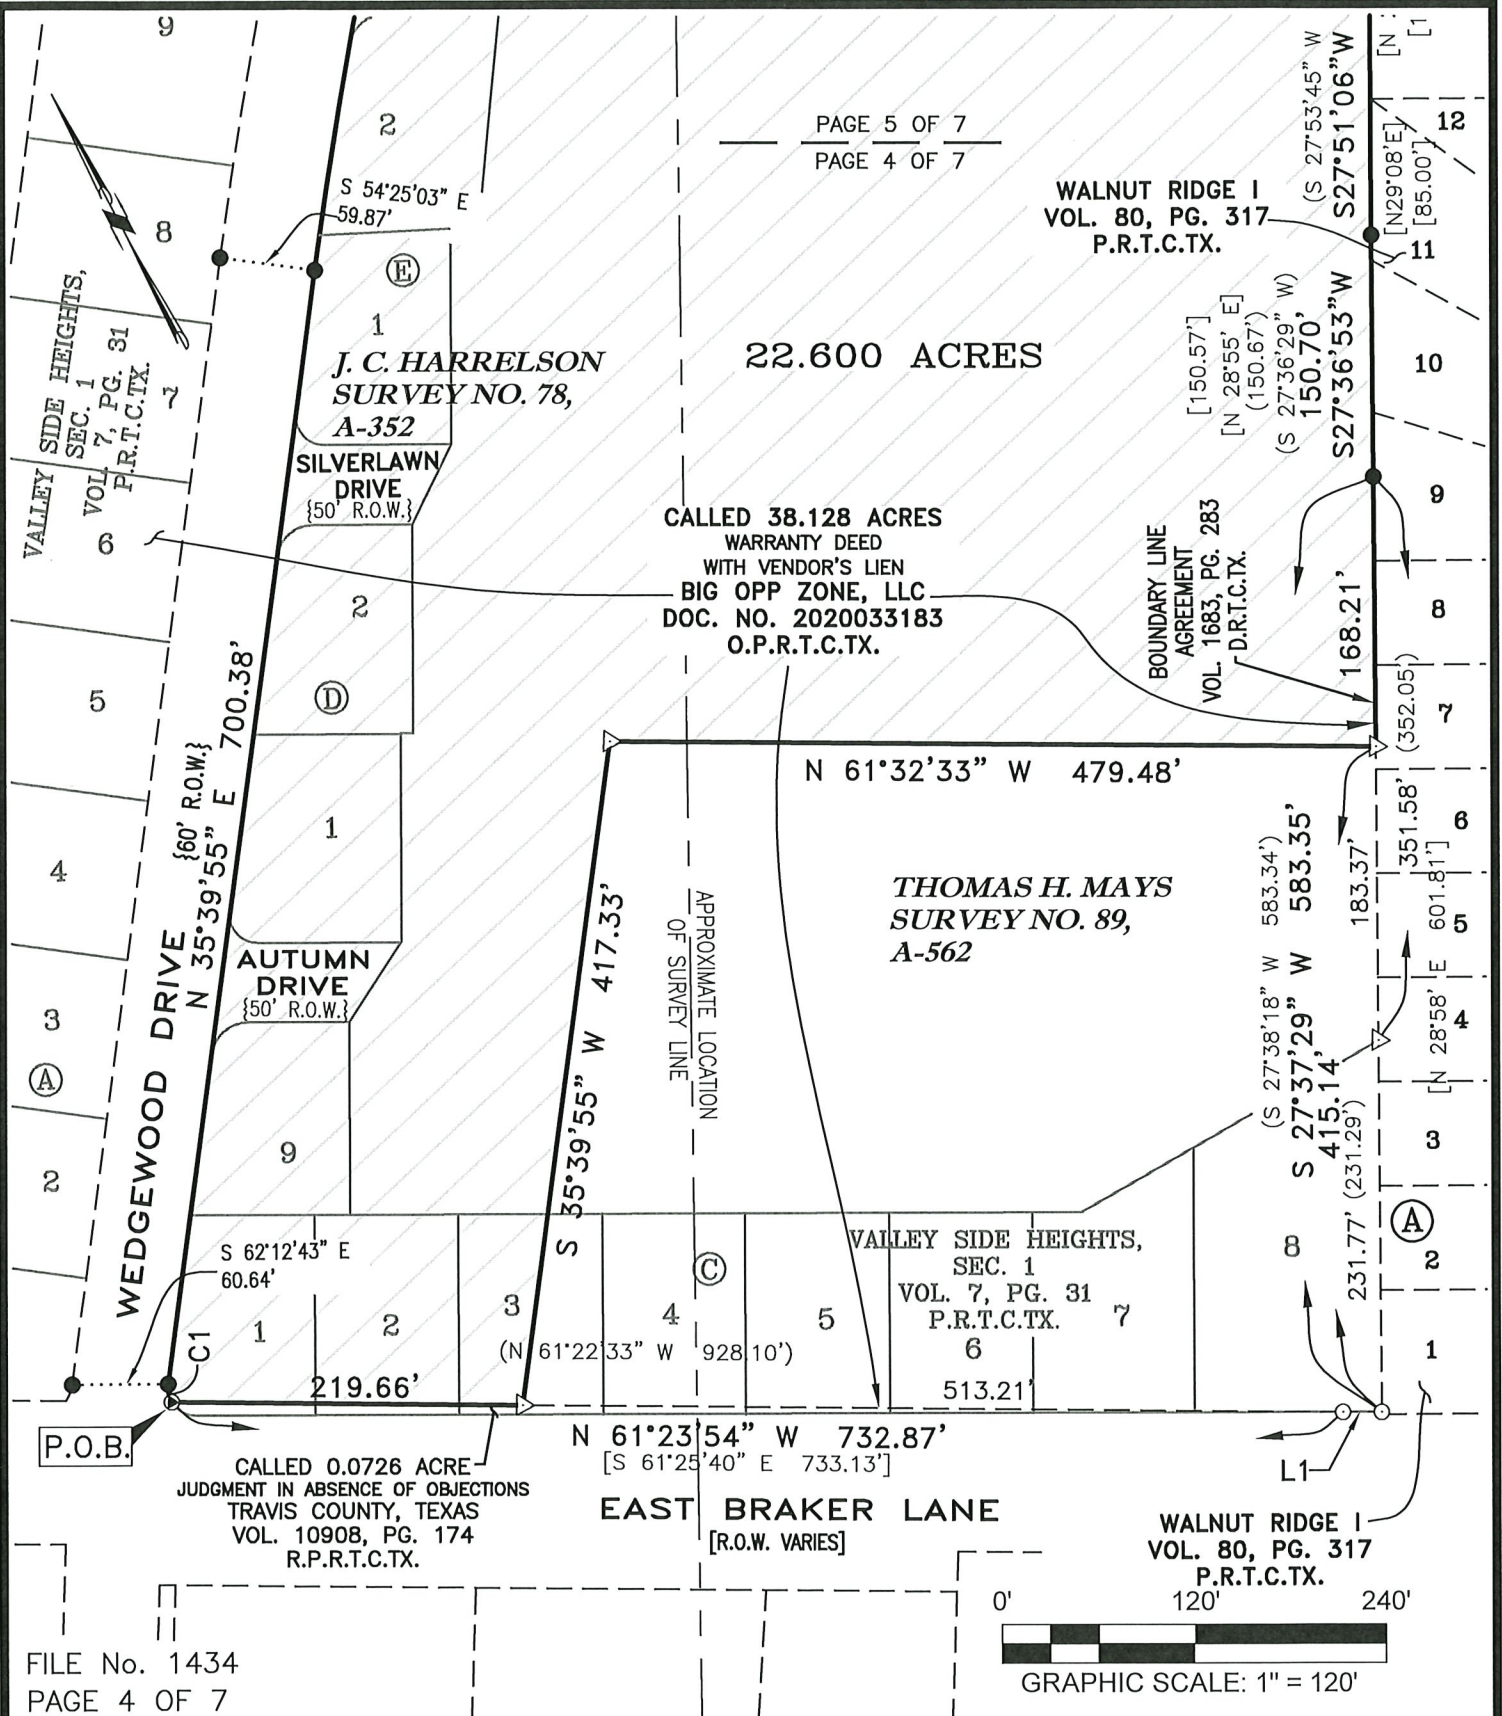 9
2
8
S 54°25'03" E
59.87'
PAGE 5 OF 7
PAGE 4 OF 7
WALNUT RIDGE I
VOL. 80, PG. 317
P.R.T.C.TX.
(S 27°53'45" W
S27°51'06"W
[N29°08'E]
[85.00']
[N :
[1
12
11
E
1
J. C. HARRELSON
SURVEY NO. 78,
A-352
22.600 ACRES
[150.57']
[N 28°55' E]
(150.67')
(S 27°36'29" W)
150.70'
S27°36'53"W
10
9
VALLEY SIDE HEIGHTS,
SEC. 1
VOL. 7, PG. 31
P.R.T.C.TX.
7
6
SILVERLAWN
DRIVE
{50' R.O.W.}
CALLED 38.128 ACRES
WARRANTY DEED
WITH VENDOR'S LIEN
BIG OPP ZONE, LLC
DOC. NO. 2020033183
O.P.R.T.C.TX.
BOUNDARY LINE
AGREEMENT
VOL. 1683, PG. 283
D.R.T.C.TX.
168.21'
8
7
(352.05')
2
D
5
N 35°39'55" E 700.38'
{60' R.O.W.}
WEDGEWOOD DRIVE
1
4
N 61°32'33" W 479.48'
6
351.58'
5
[N 28°58' E 601.81']
THOMAS H. MAYS
SURVEY NO. 89,
A-562
(S 27°38'18" W 583.34')
S 27°37'29" W 583.35'
415.14'
183.37'
4
AUTUMN
DRIVE
{50' R.O.W.}
3
A
2
S 35°39'55" W 417.33'
APPROXIMATE LOCATION
OF SURVEY LINE
9
3
(231.29')
231.77'
A
2
1
S 62°12'43" E
60.64'
C1
1
2
3
4
C
5
VALLEY SIDE HEIGHTS,
SEC. 1
VOL. 7, PG. 31
P.R.T.C.TX.
6
7
8
(N 61°22'33" W 928.10')
219.66'
513.21'
P.O.B.
N 61°23'54" W 732.87'
[S 61°25'40" E 733.13']
L1
CALLED 0.0726 ACRE
JUDGMENT IN ABSENCE OF OBJECTIONS
TRAVIS COUNTY, TEXAS
VOL. 10908, PG. 174
R.P.R.T.C.TX.
EAST BRAKER LANE
[R.O.W. VARIES]
WALNUT RIDGE I
VOL. 80, PG. 317
P.R.T.C.TX.
0' 120' 240'
GRAPHIC SCALE: 1" = 120'
FILE No. 1434
PAGE 4 OF 7